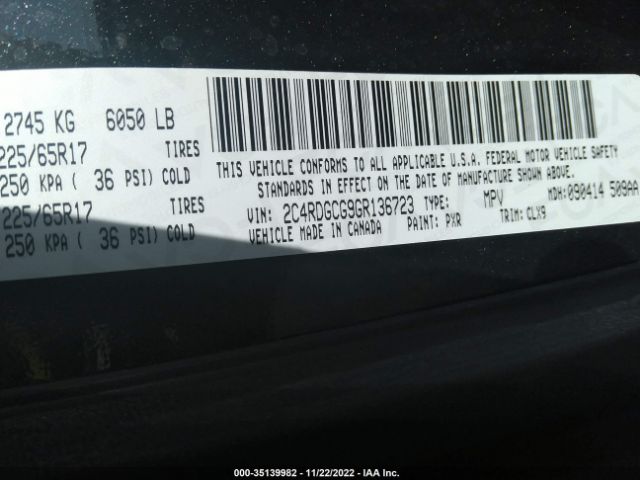 2745 KG 6050 LB
225/65R17 TIRES
250 KPA ( 36 PSI) COLD
225/65R17 TIRES
250 KPA ( 36 PSI) COLD
THIS VEHICLE CONFORMS TO ALL APPLICABLE U.S.A. FEDERAL MOTOR VEHICLE SAFETY
STANDARDS IN EFFECT ON THE DATE OF MANUFACTURE SHOWN ABOVE.
VIN: 2C4RDGCG9GR136723 TYPE: MPV MDH: 090414 509AA
VEHICLE MADE IN CANADA PAINT: PXR TRIM: CLX9
000-35139982 - 11/22/2022 - IAA Inc.